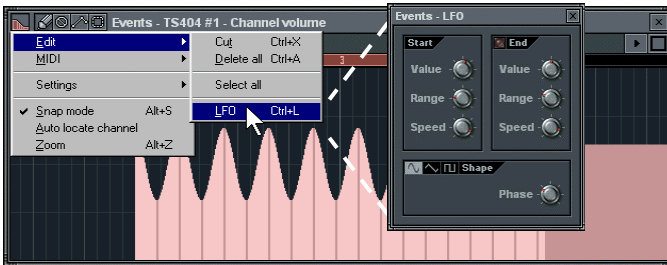 Events - TS404 #1 - Channel volume
Edit
MIDI
Settings
Snap mode Alt+S
Auto locate channel
Zoom Alt+Z
Cut Ctrl+X
Delete all Ctrl+A
Select all
LFO Ctrl+L
3
Events - LFO
Start
Value
Range
Speed
End
Value
Range
Speed
Shape
Phase